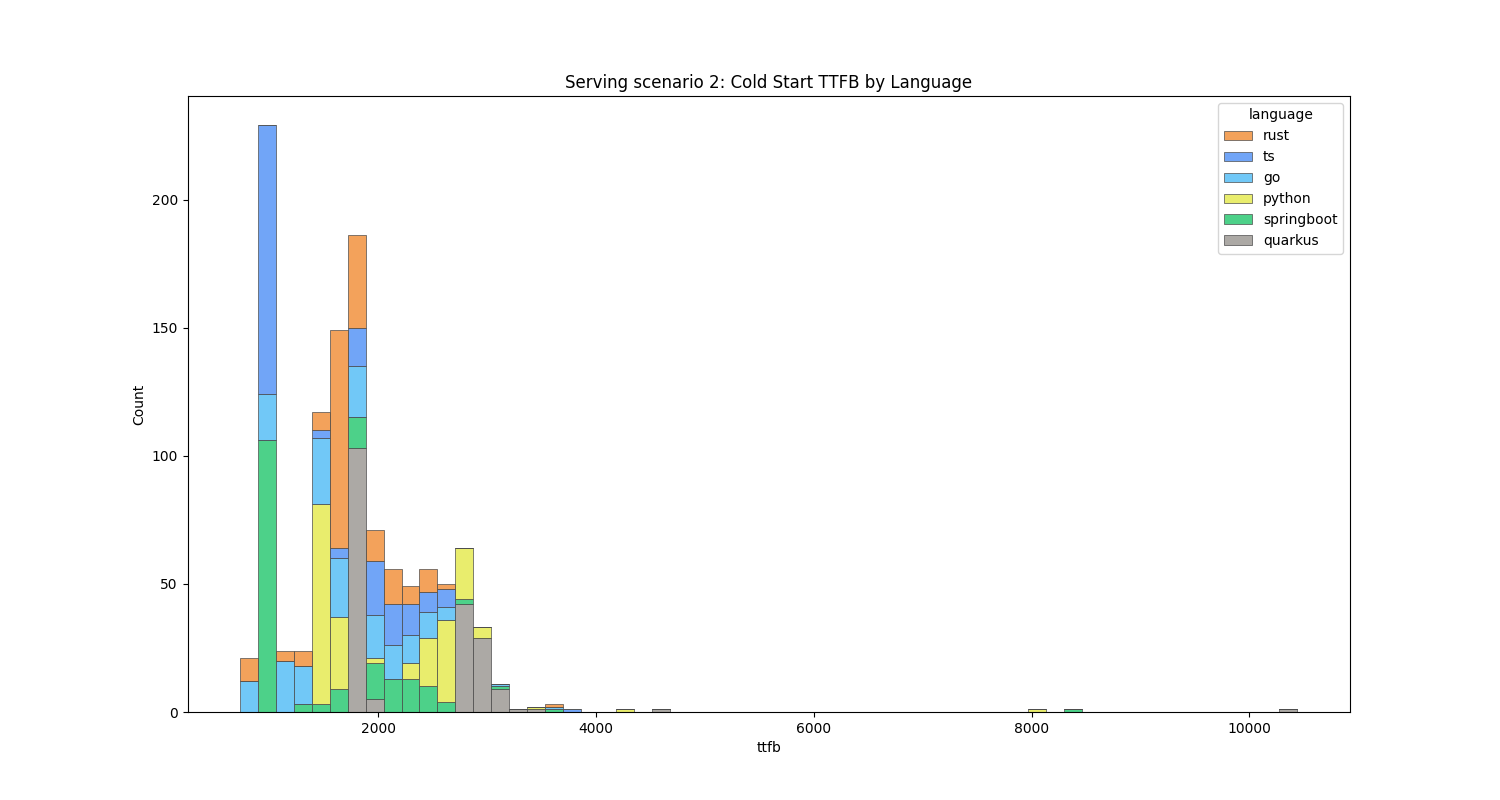 Serving scenario 2: Cold Start TTFB by Language
language
rust
ts
go
python
springboot
quarkus
Count
200
150
100
50
0
2000
4000
6000
8000
10000
ttfb